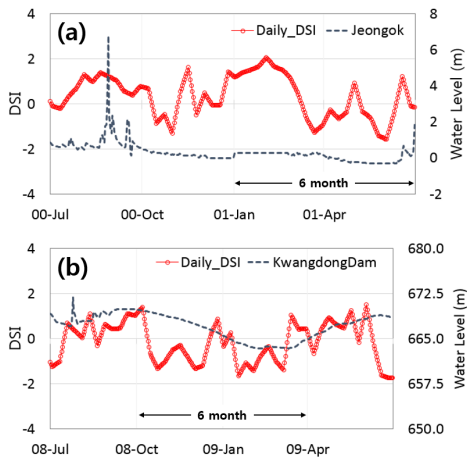 (a)
Daily_DSI
Jeongok
4
2
0
-2
-4
DSI
8
6
4
2
0
-2
Water Level (m)
6 month
00-Jul
00-Oct
01-Jan
01-Apr
(b)
Daily_DSI
KwangdongDam
4
2
0
-2
-4
DSI
680.0
672.5
665.0
657.5
650.0
Water Level (m)
6 month
08-Jul
08-Oct
09-Jan
09-Apr